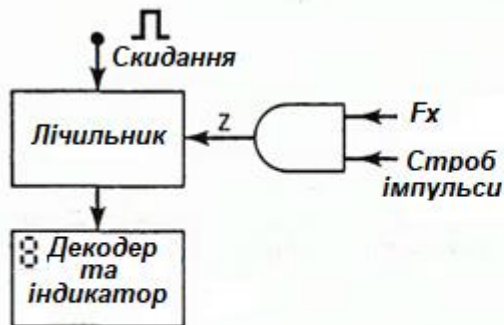 Скидання
Лічильник
Z
Fx
Строб
імпульси
Декодер
та
індикатор